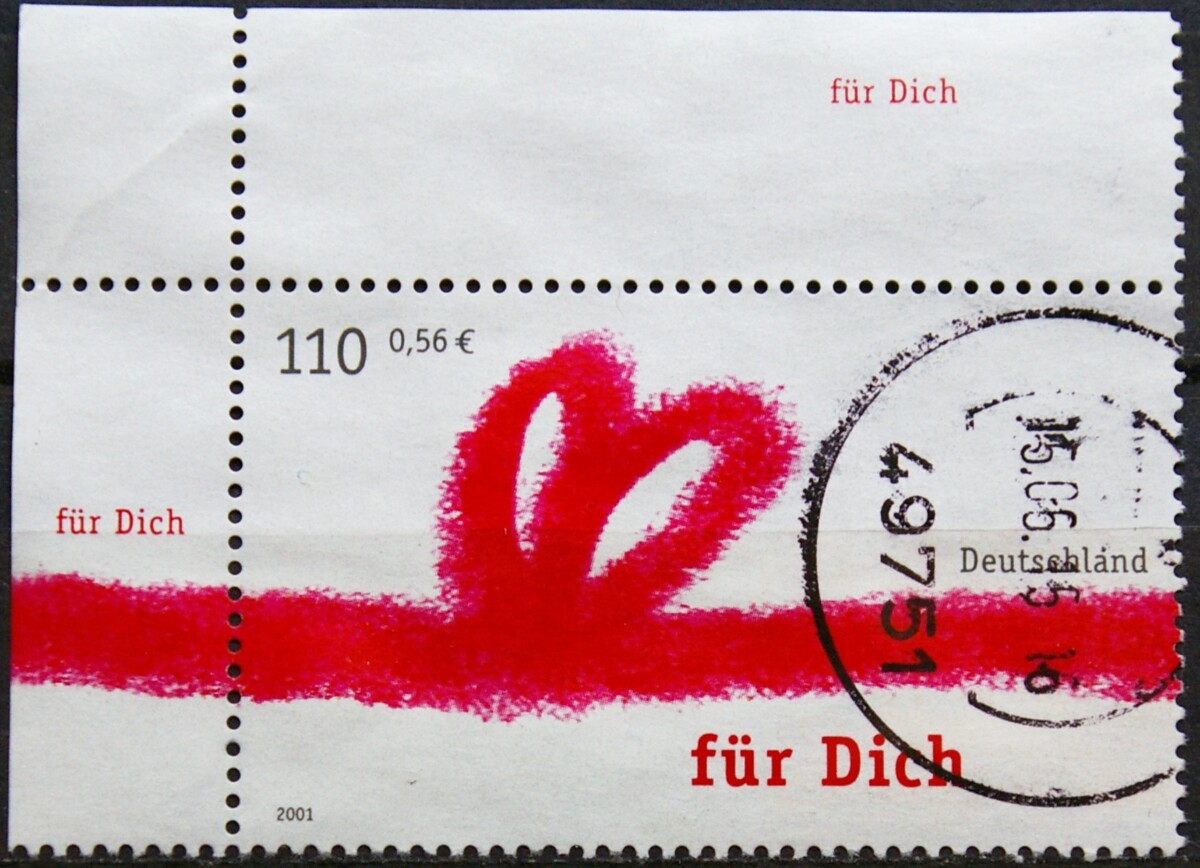 für Dich
110 0,56 €
für Dich
Deutschland
49751
für Dich
2001